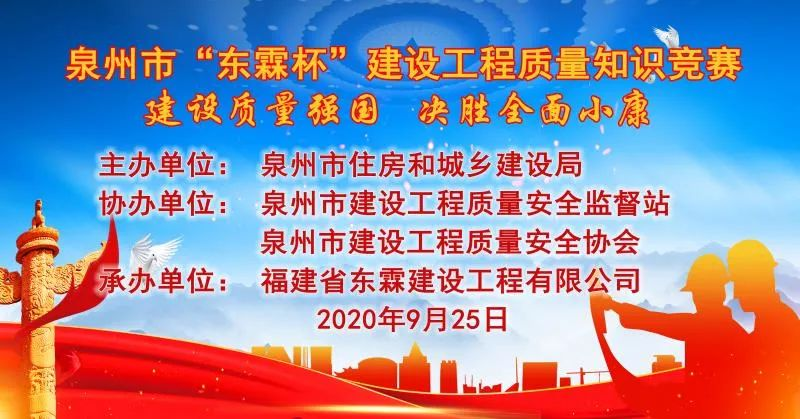 泉州市“东霖杯”建设工程质量知识竞赛
建设质量强国 决胜全面小康
主办单位： 泉州市住房和城乡建设局
协办单位： 泉州市建设工程质量安全监督站
泉州市建设工程质量安全协会
承办单位： 福建省东霖建设工程有限公司
2020年9月25日